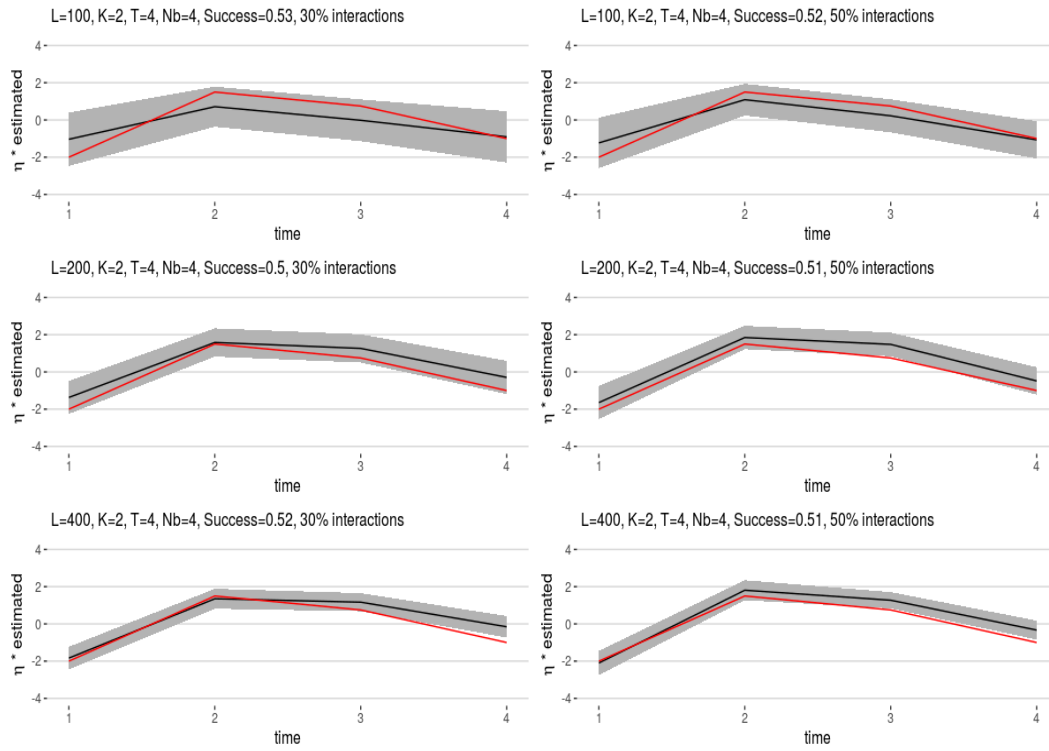 L=100, K=2, T=4, Nb=4, Success=0.53, 30% interactions
4
2
0
-2
-4
η * estimated
1 2 3 4
time
L=100, K=2, T=4, Nb=4, Success=0.52, 50% interactions
4
2
0
-2
-4
η * estimated
1 2 3 4
time
L=200, K=2, T=4, Nb=4, Success=0.5, 30% interactions
4
2
0
-2
-4
η * estimated
1 2 3 4
time
L=200, K=2, T=4, Nb=4, Success=0.51, 50% interactions
4
2
0
-2
-4
η * estimated
1 2 3 4
time
L=400, K=2, T=4, Nb=4, Success=0.52, 30% interactions
4
2
0
-2
-4
η * estimated
1 2 3 4
time
L=400, K=2, T=4, Nb=4, Success=0.51, 50% interactions
4
2
0
-2
-4
η * estimated
1 2 3 4
time